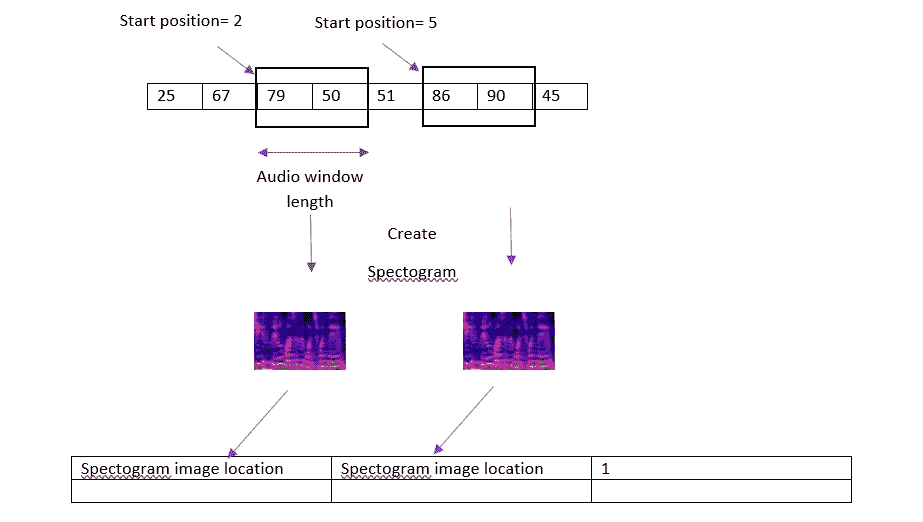 Start position= 2
Start position= 5
25 67 79 50 51 86 90 45
Audio window
length
Create
Spectogram
Spectogram image location Spectogram image location 1